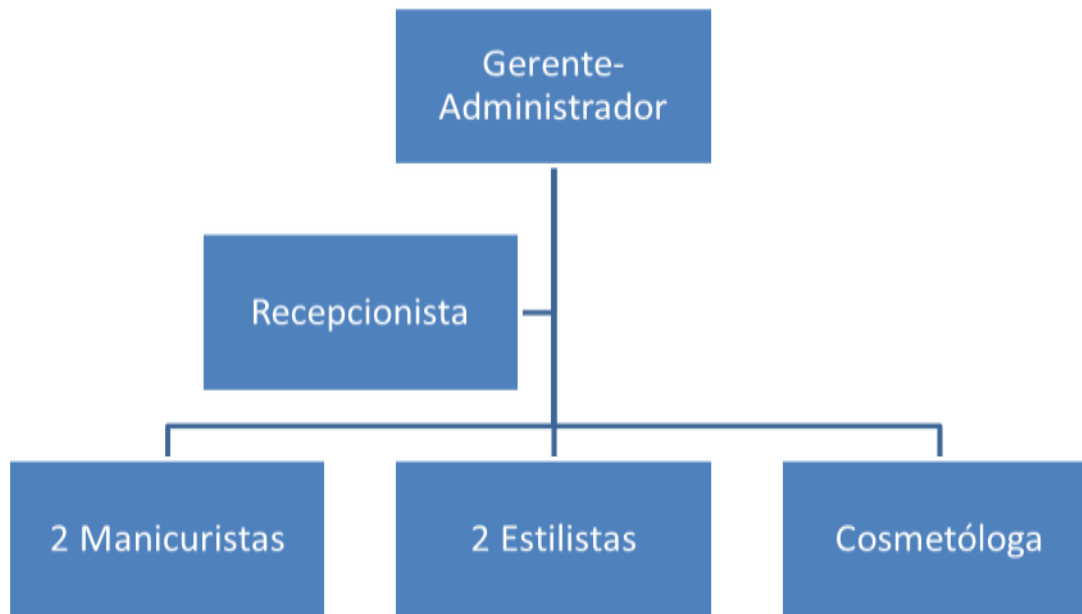 Gerente-
Administrador
Recepcionista
2 Manicuristas
2 Estilistas
Cosmetóloga